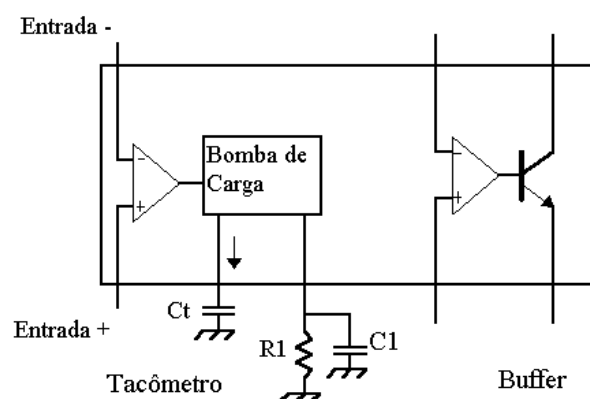 Entrada -
Bomba de
Carga
Ct
Entrada +
R1
C1
Tacômetro
Buffer